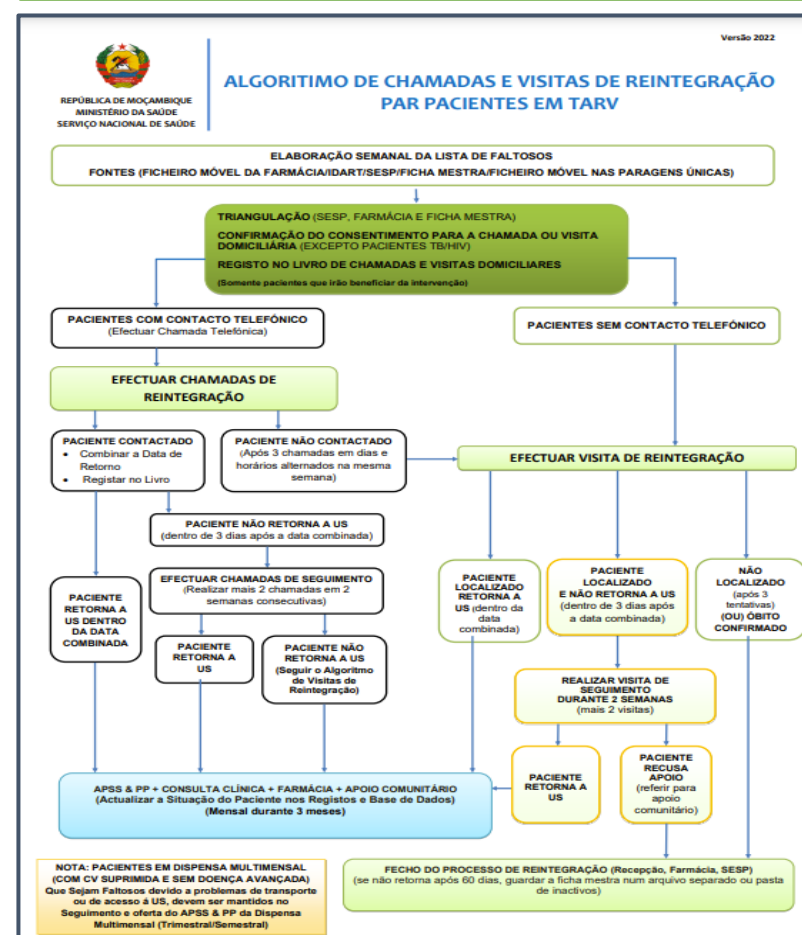 Versão 2022
REPÚBLICA DE MOÇAMBIQUE
MINISTÉRIO DA SAÚDE
SERVIÇO NACIONAL DE SAÚDE
ALGORITIMO DE CHAMADAS E VISITAS DE REINTEGRAÇÃO
PAR PACIENTES EM TARV
ELABORAÇÃO SEMANAL DA LISTA DE FALTOSOS
FONTES (FICHEIRO MÓVEL DA FARMÁCIA/IDART/SESP/FICHA MESTRA/FICHEIRO MÓVEL NAS PARAGENS ÚNICAS)
TRIANGULAÇÃO (SESP, FARMÁCIA E FICHA MESTRA)
CONFIRMAÇÃO DO CONSENTIMENTO PARA A CHAMADA OU VISITA
DOMICILIÁRIA (EXCEPTO PACIENTES TB/HIV)
REGISTO NO LIVRO DE CHAMADAS E VISITAS DOMICILIARES
(Somente pacientes que irão beneficiar da intervenção)
PACIENTES COM CONTACTO TELEFÓNICO
(Efectuar Chamada Telefónica)
PACIENTES SEM CONTACTO TELEFÓNICO
EFECTUAR CHAMADAS DE
REINTEGRAÇÃO
PACIENTE CONTACTADO
• Combinar a Data de
Retorno
• Registar no Livro
PACIENTE NÃO CONTACTADO
(Após 3 chamadas em dias e
horários alternados na mesma
semana)
EFECTUAR VISITA DE REINTEGRAÇÃO
PACIENTE NÃO RETORNA A US
(dentro de 3 dias após a data combinada)
EFECTUAR CHAMADAS DE SEGUIMENTO
(Realizar mais 2 chamadas em 2
semanas consecutivas)
PACIENTE
RETORNA A
US DENTRO
DA DATA
COMBINADA
PACIENTE
RETORNA A
US
PACIENTE NÃO
RETORNA A US
(Seguir o Algoritmo
de Visitas de
Reintegração)
PACIENTE
LOCALIZADO
RETORNA A
US (dentro da
data
combinada)
PACIENTE
LOCALIZADO
E NÃO RETORNA A US
(dentro de 3 dias após
a data combinada)
NÃO
LOCALIZADO
(após 3
tentativas)
(OU) ÓBITO
CONFIRMADO
REALIZAR VISITA DE
SEGUIMENTO
DURANTE 2 SEMANAS
(mais 2 visitas)
PACIENTE
RETORNA A
US
PACIENTE
RECUSA
APOIO
(referir para
apoio
comunitário)
APSS & PP + CONSULTA CLÍNICA + FARMÁCIA + APOIO COMUNITÁRIO
(Actualizar a Situação do Paciente nos Registos e Base de Dados)
(Mensal durante 3 meses)
NOTA: PACIENTES EM DISPENSA MULTIMENSAL
(COM CV SUPRIMIDA E SEM DOENÇA AVANÇADA)
Que Sejam Faltosos devido a problemas de transporte
ou de acesso á US, devem ser mantidos no
Seguimento e oferta do APSS & PP da Dispensa
Multimensal (Trimestral/Semestral)
FECHO DO PROCESSO DE REINTEGRAÇÃO (Recepção, Farmácia, SESP)
(se não retorna após 60 dias, guardar a ficha mestra num arquivo separado ou pasta
de inactivos)